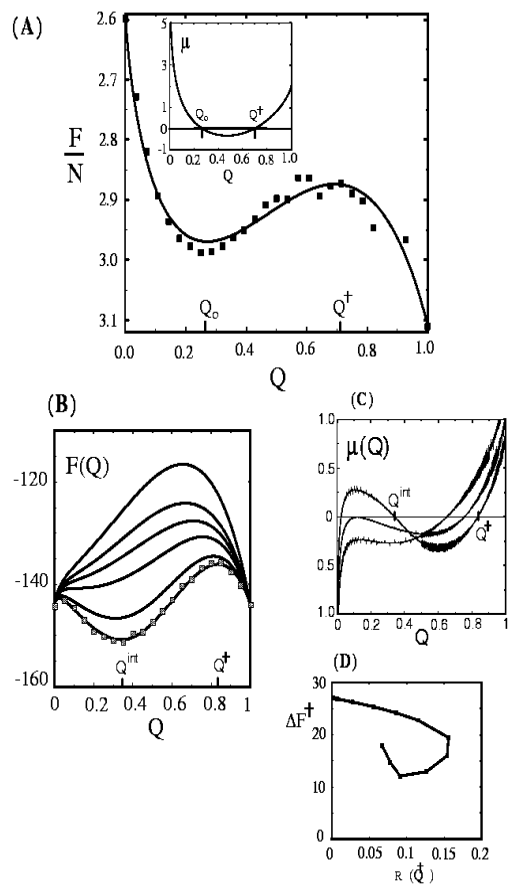 (A)
2.6
2.7
2.8
2.9
3.0
3.1
F
N
5
4
3
2
1
0
-1
μ
Qo
Q†
0 0.2 0.4 0.6 0.8 1.0
Q
Qo
Q†
0.0 0.2 0.4 0.6 0.8 1.0
Q
(B)
F(Q)
-120
-140
-160
Q int
Q†
0 0.2 0.4 0.6 0.8 1
Q
(C)
1.0
0.5
0
0.5
1.0
μ(Q)
Q int
Q†
0 0.2 0.4 0.6 0.8 1
Q
(D)
30
20
10
0
ΔF†
0 0.05 0.1 0.15 0.2
R (Q†)